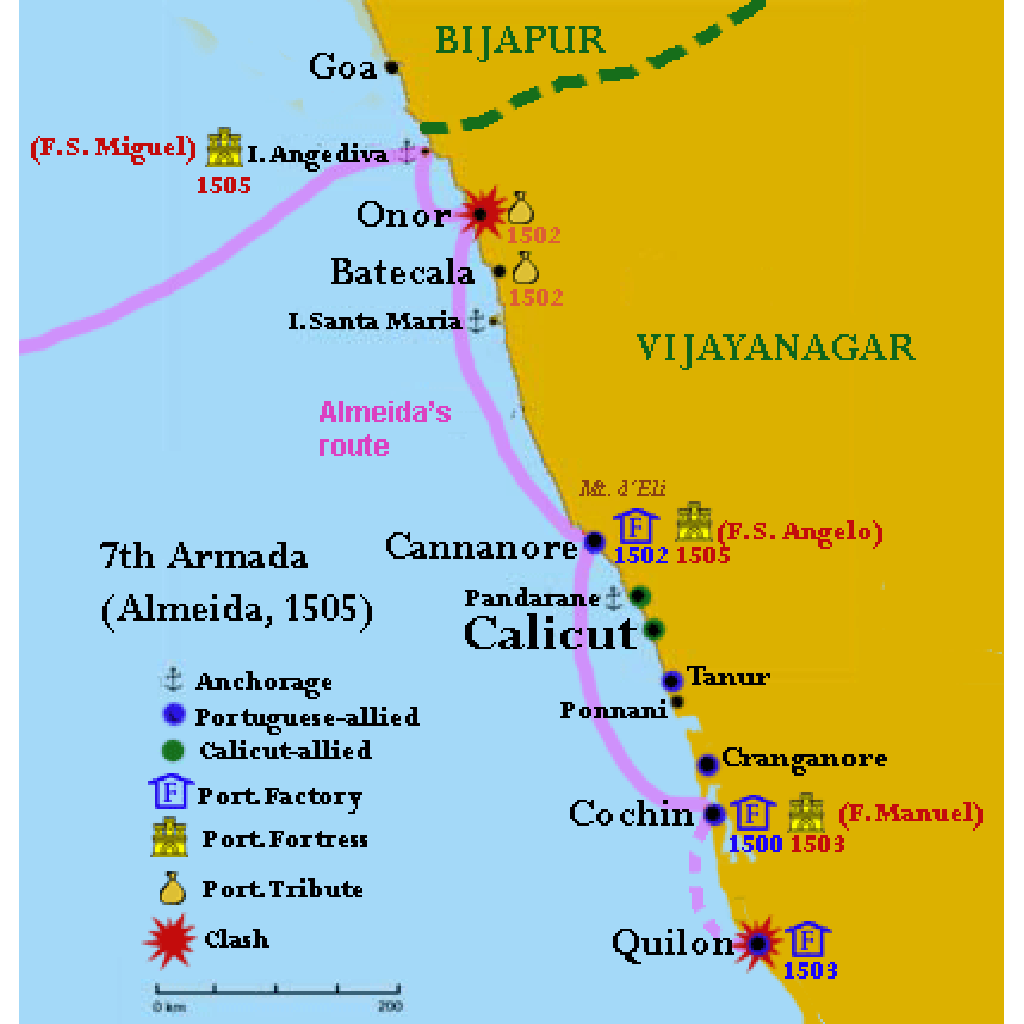 BIJAPUR
Goa
(F.S. Miguel)
1505
I.Angediva
Onor
1502
Batecala
1502
I.Santa Maria
VIJAYANAGAR
Almeida's
route
Mt. d'Eli
Cannanore
F
1502 1505
(F.S. Angelo)
7th Armada
(Almeida, 1505)
Pandarane
Calicut
Tanur
Ponnani
Cranganore
Cochin
F
1500 1503
(F.Manuel)
Quilon
F
1503
Anchorage
Portuguese-allied
Calicut-allied
F Port.Factory
Port.Fortress
Port.Tribute
Clash
0 km 200